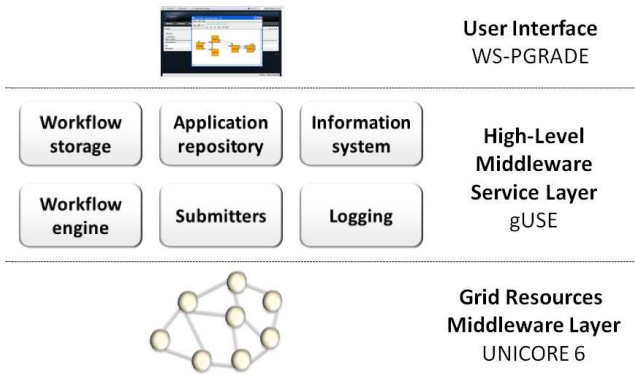 User Interface
WS-PGRADE
Workflow
storage
Application
repository
Information
system
High-Level
Middleware
Service Layer
gUSE
Workflow
engine
Submitters
Logging
Grid Resources
Middleware Layer
UNICORE 6